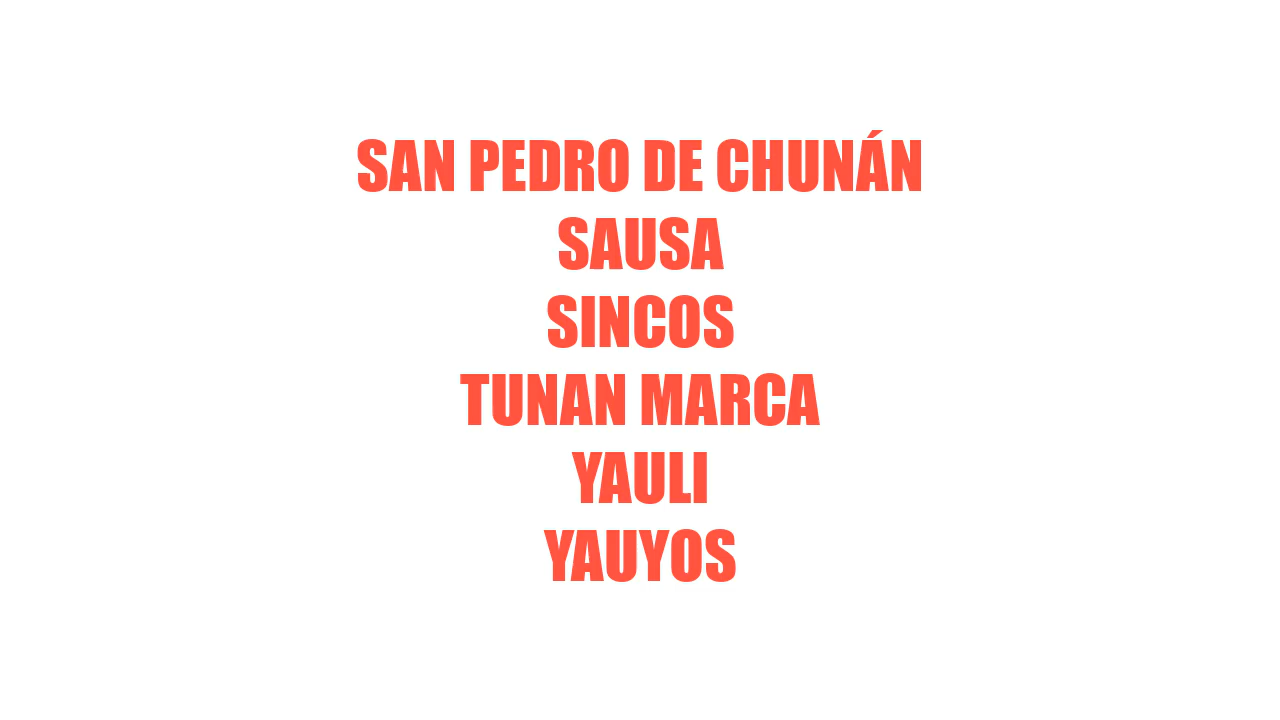 SAN PEDRO DE CHUNÁN
SAUSA
SINCOS
TUNAN MARCA
YAULI
YAUYOS